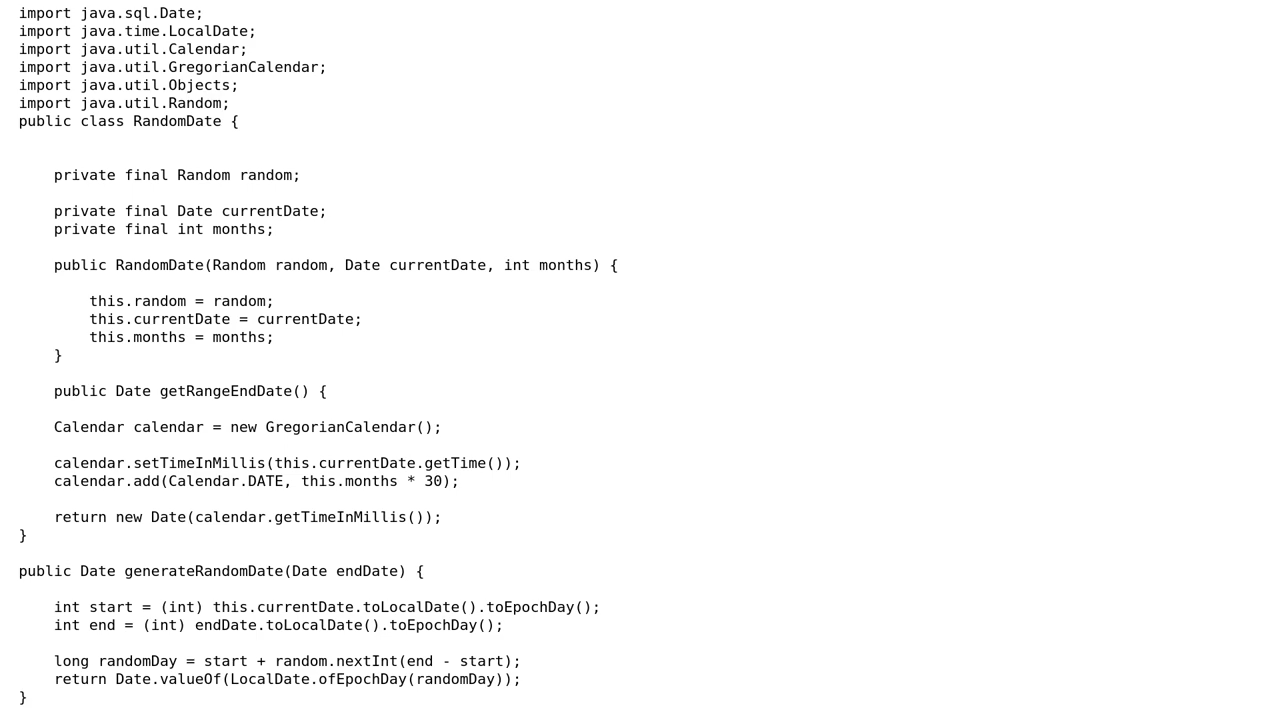 import java.sql.Date;
import java.time.LocalDate;
import java.util.Calendar;
import java.util.GregorianCalendar;
import java.util.Objects;
import java.util.Random;
public class RandomDate {
    private final Random random;
    private final Date currentDate;
    private final int months;
    public RandomDate(Random random, Date currentDate, int months) {
        this.random = random;
        this.currentDate = currentDate;
        this.months = months;
    }
    public Date getRangeEndDate() {
    Calendar calendar = new GregorianCalendar();
    calendar.setTimeInMillis(this.currentDate.getTime());
    calendar.add(Calendar.DATE, this.months * 30);
    return new Date(calendar.getTimeInMillis());
}
public Date generateRandomDate(Date endDate) {
    int start = (int) this.currentDate.toLocalDate().toEpochDay();
    int end = (int) endDate.toLocalDate().toEpochDay();
    long randomDay = start + random.nextInt(end - start);
    return Date.valueOf(LocalDate.ofEpochDay(randomDay));
}